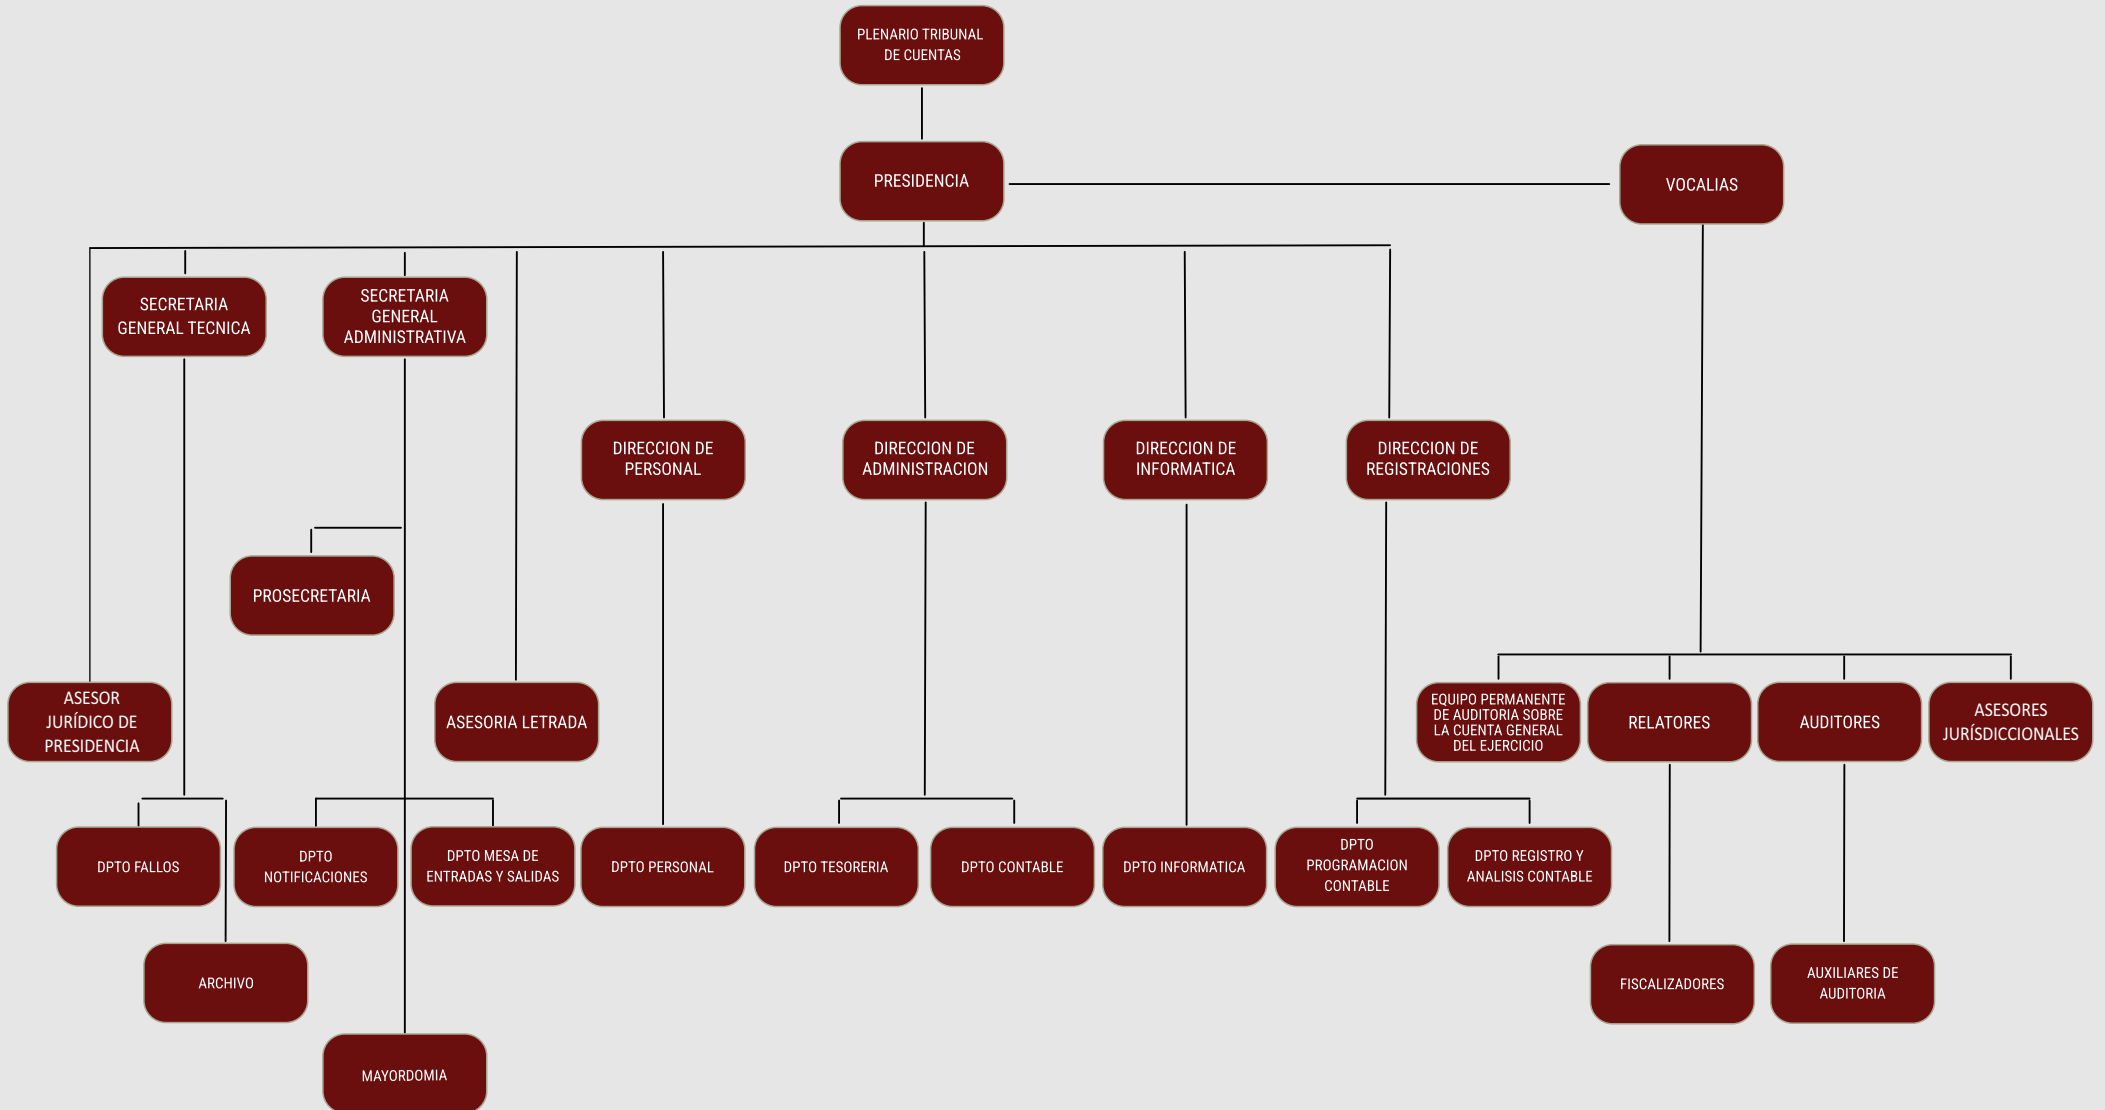 PLENARIO TRIBUNAL
DE CUENTAS
PRESIDENCIA
VOCALIAS
SECRETARIA
GENERAL TECNICA
SECRETARIA
GENERAL
ADMINISTRATIVA
DIRECCION DE
PERSONAL
DIRECCION DE
ADMINISTRACION
DIRECCION DE
INFORMATICA
DIRECCION DE
REGISTRACIONES
PROSECRETARIA
ASESOR
JURÍDICO DE
PRESIDENCIA
ASESORIA LETRADA
EQUIPO PERMANENTE
DE AUDITORIA SOBRE
LA CUENTA GENERAL
DEL EJERCICIO
RELATORES
AUDITORES
ASESORES
JURÍSDICCIONALES
DPTO FALLOS
DPTO
NOTIFICACIONES
DPTO MESA DE
ENTRADAS Y SALIDAS
DPTO PERSONAL
DPTO TESORERIA
DPTO CONTABLE
DPTO INFORMATICA
DPTO
PROGRAMACION
CONTABLE
DPTO REGISTRO Y
ANALISIS CONTABLE
ARCHIVO
FISCALIZADORES
AUXILIARES DE
AUDITORIA
MAYORDOMIA